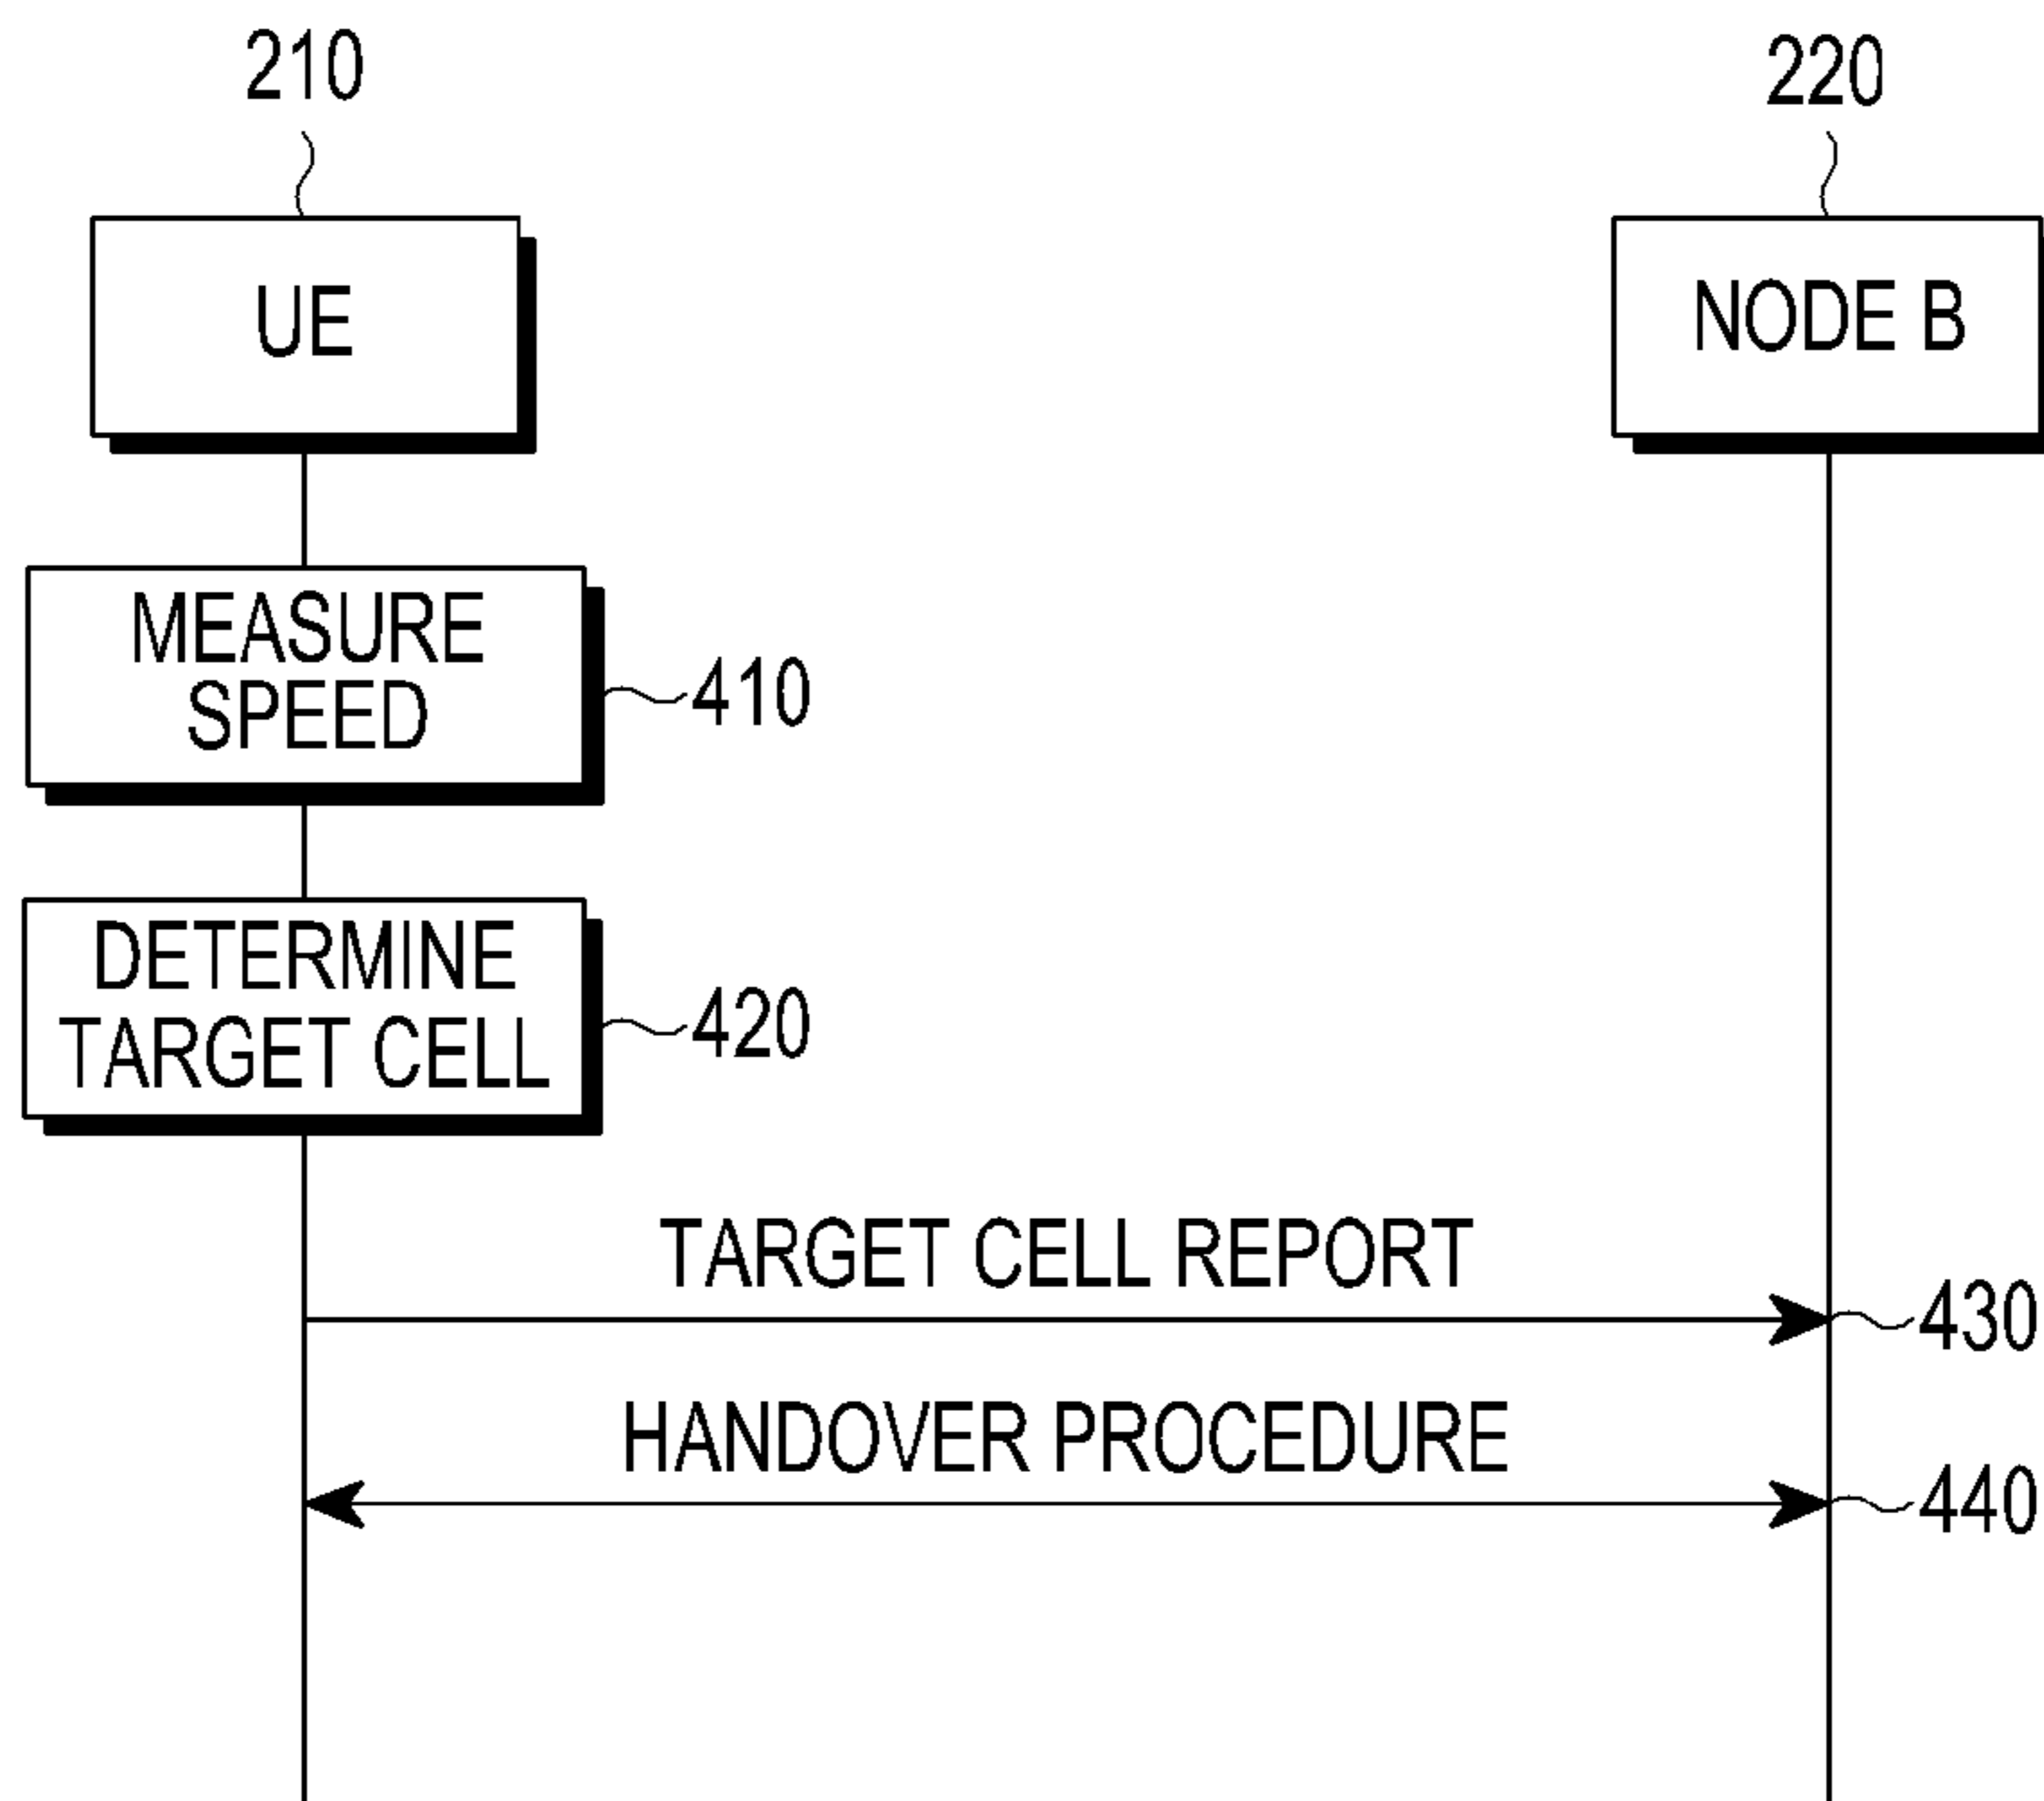 210
220
UE
NODE B
MEASURE
SPEED
410
DETERMINE
TARGET CELL
420
TARGET CELL REPORT
430
HANDOVER PROCEDURE
440